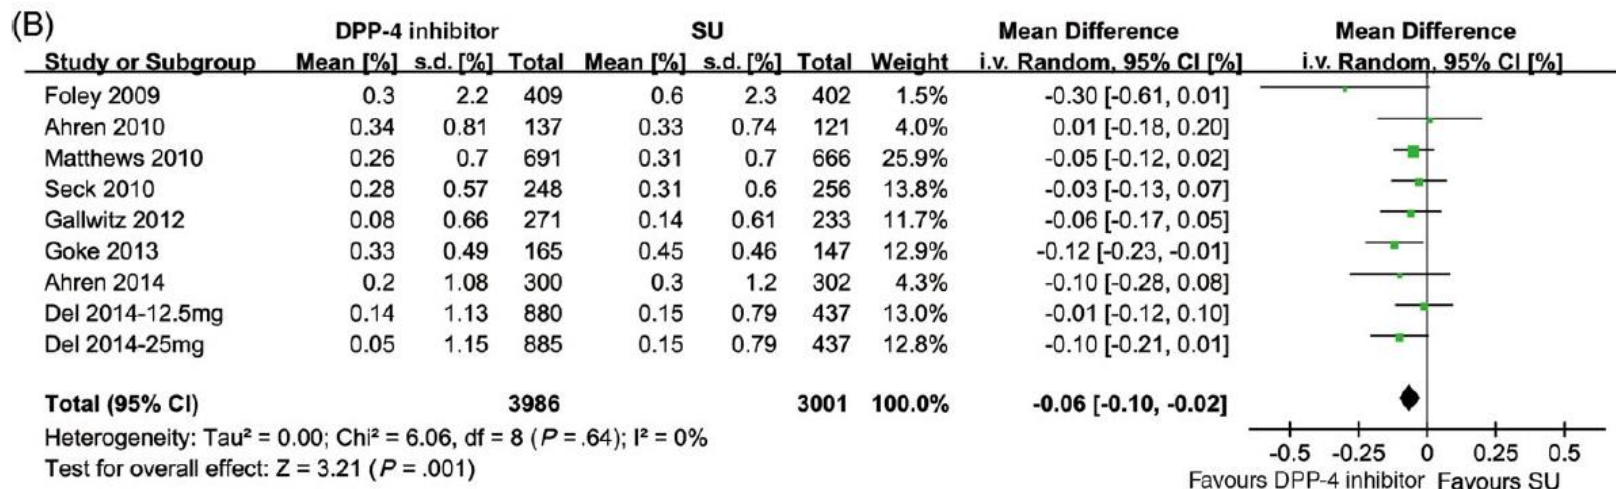 (B)
DPP-4 inhibitor SU Mean Difference Mean Difference
Study or Subgroup Mean [%] s.d. [%] Total Mean [%] s.d. [%] Total Weight i.v. Random, 95% CI [%] i.v. Random, 95% CI [%]
Foley 2009 0.3 2.2 409 0.6 2.3 402 1.5% -0.30 [-0.61, 0.01]
Ahren 2010 0.34 0.81 137 0.33 0.74 121 4.0% 0.01 [-0.18, 0.20]
Matthews 2010 0.26 0.7 691 0.31 0.7 666 25.9% -0.05 [-0.12, 0.02]
Seck 2010 0.28 0.57 248 0.31 0.6 256 13.8% -0.03 [-0.13, 0.07]
Gallwitz 2012 0.08 0.66 271 0.14 0.61 233 11.7% -0.06 [-0.17, 0.05]
Goke 2013 0.33 0.49 165 0.45 0.46 147 12.9% -0.12 [-0.23, -0.01]
Ahren 2014 0.2 1.08 300 0.3 1.2 302 4.3% -0.10 [-0.28, 0.08]
Del 2014-12.5mg 0.14 1.13 880 0.15 0.79 437 13.0% -0.01 [-0.12, 0.10]
Del 2014-25mg 0.05 1.15 885 0.15 0.79 437 12.8% -0.10 [-0.21, 0.01]
Total (95% CI) 3986 3001 100.0% -0.06 [-0.10, -0.02]
Heterogeneity: Tau² = 0.00; Chi² = 6.06, df = 8 (P = .64); I² = 0%
Test for overall effect: Z = 3.21 (P = .001)
-0.5 -0.25 0 0.25 0.5
Favours DPP-4 inhibitor Favours SU